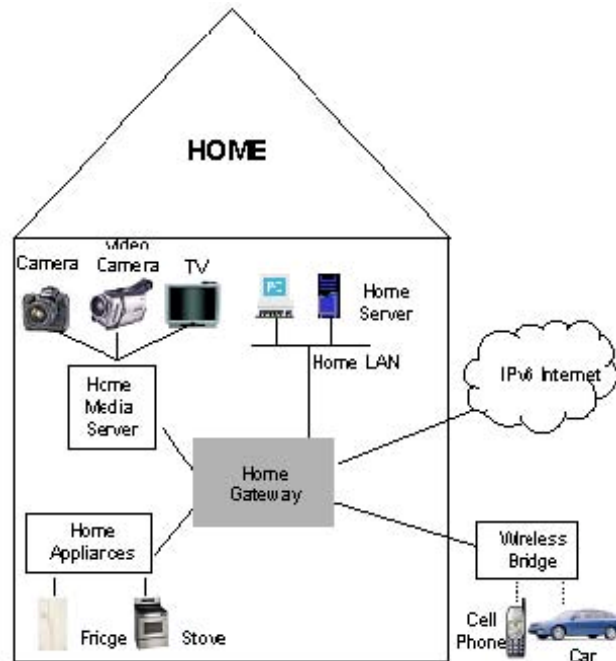 HOME
Video
Camera
Camera
TV
PC
Home
Server
Home LAN
Home
Media
Server
IPv6 Internet
Home
Gateway
Home
Appliances
Wireless
Bridge
Fridge
Stove
Cell
Phone
Car